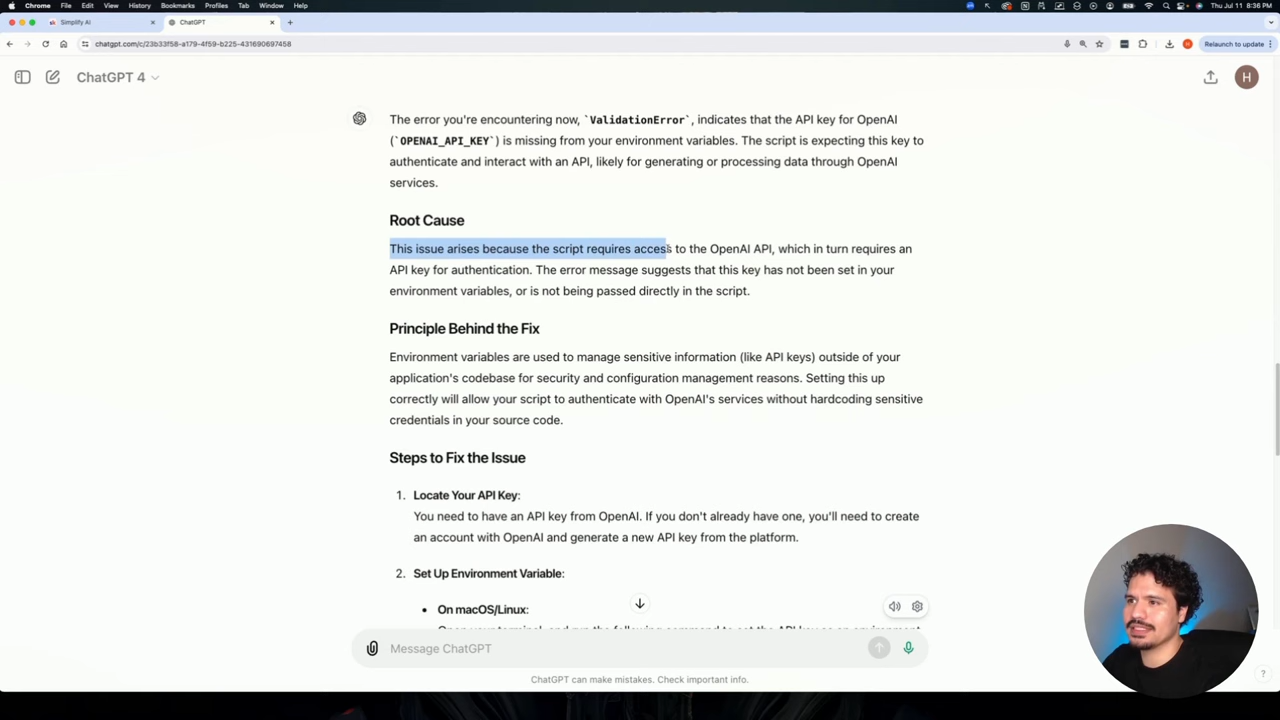 Chrome File Edit View History Bookmarks Profiles Tab Window Help
Thu Jul 11 8:36 PM
Simplify AI
ChatGPT
chatgpt.com/c/23b33f58-a179-4f59-b225-431690697458
Relaunch to update
ChatGPT 4
H
The error you're encountering now, `ValidationError`, indicates that the API key for OpenAI
(`OPENAI_API_KEY`) is missing from your environment variables. The script is expecting this key to
authenticate and interact with an API, likely for generating or processing data through OpenAI
services.
Root Cause
This issue arises because the script requires access to the OpenAI API, which in turn requires an
API key for authentication. The error message suggests that this key has not been set in your
environment variables, or is not being passed directly in the script.
Principle Behind the Fix
Environment variables are used to manage sensitive information (like API keys) outside of your
application's codebase for security and configuration management reasons. Setting this up
correctly will allow your script to authenticate with OpenAI's services without hardcoding sensitive
credentials in your source code.
Steps to Fix the Issue
1. Locate Your API Key:
You need to have an API key from OpenAI. If you don't already have one, you'll need to create
an account with OpenAI and generate a new API key from the platform.
2. Set Up Environment Variable:
• On macOS/Linux:
Message ChatGPT
ChatGPT can make mistakes. Check important info.
?